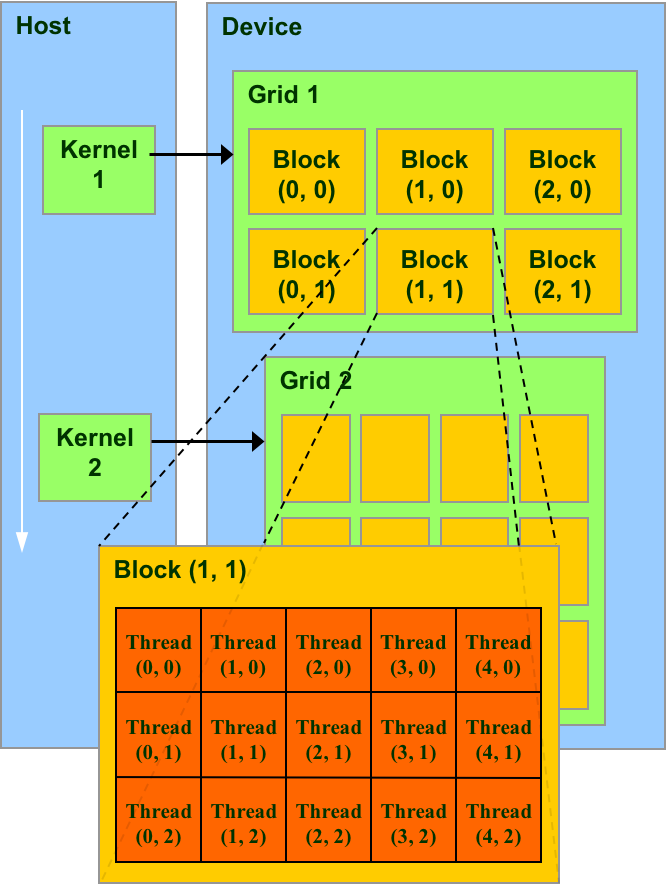 Host
Device
Grid 1
Kernel
1
Block
(0, 0)
Block
(1, 0)
Block
(2, 0)
Block
(0, 1)
Block
(1, 1)
Block
(2, 1)
Grid 2
Kernel
2
Block (1, 1)
Thread
(0, 0)
Thread
(1, 0)
Thread
(2, 0)
Thread
(3, 0)
Thread
(4, 0)
Thread
(0, 1)
Thread
(1, 1)
Thread
(2, 1)
Thread
(3, 1)
Thread
(4, 1)
Thread
(0, 2)
Thread
(1, 2)
Thread
(2, 2)
Thread
(3, 2)
Thread
(4, 2)